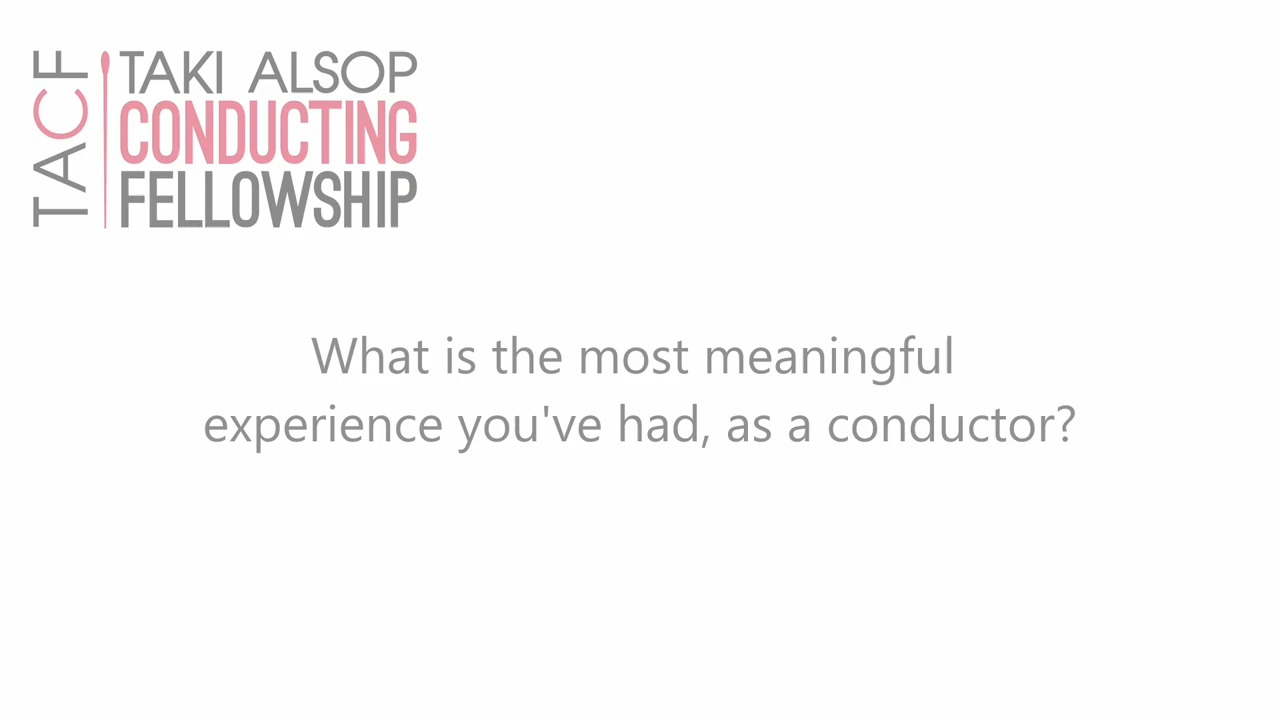 TACF
TAKI ALSOP
CONDUCTING
FELLOWSHIP
What is the most meaningful
experience you've had, as a conductor?